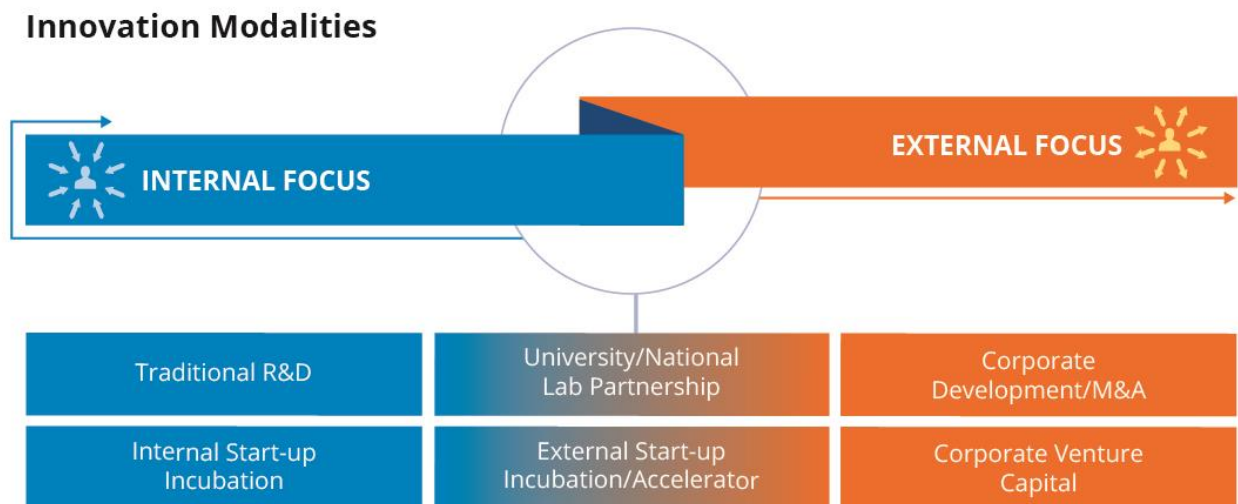 Innovation Modalities
INTERNAL FOCUS
EXTERNAL FOCUS
Traditional R&D
University/National
Lab Partnership
Corporate
Development/M&A
Internal Start-up
Incubation
External Start-up
Incubation/Accelerator
Corporate Venture
Capital